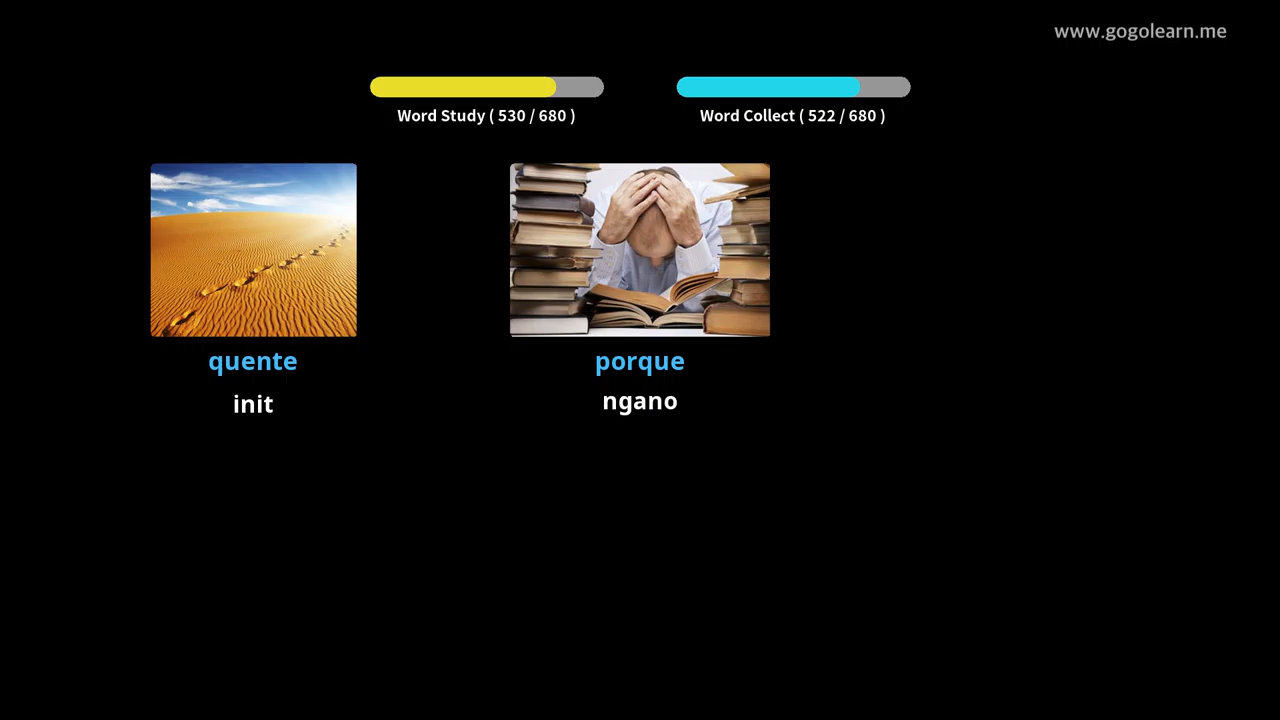 www.gogolearn.me
Word Study ( 530 / 680 )
Word Collect ( 522 / 680 )
quente
init
porque
ngano